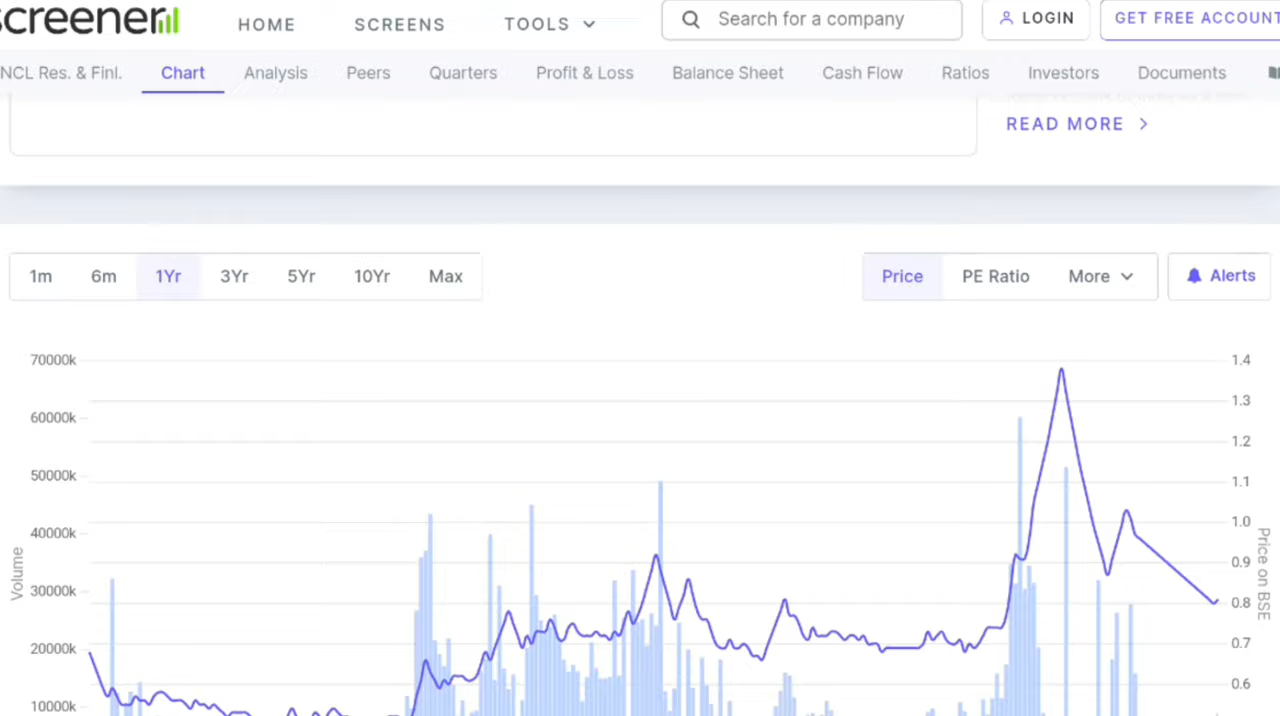 screener
HOME SCREENS TOOLS
Search for a company
LOGIN
GET FREE ACCOUNT
NCL Res. & Finl. Chart Analysis Peers Quarters Profit & Loss Balance Sheet Cash Flow Ratios Investors Documents
READ MORE
1m 6m 1Yr 3Yr 5Yr 10Yr Max
Price PE Ratio More
Alerts
70000k
60000k
50000k
40000k
30000k
20000k
10000k
Volume
1.4
1.3
1.2
1.1
1.0
0.9
0.8
0.7
0.6
Price on BSE